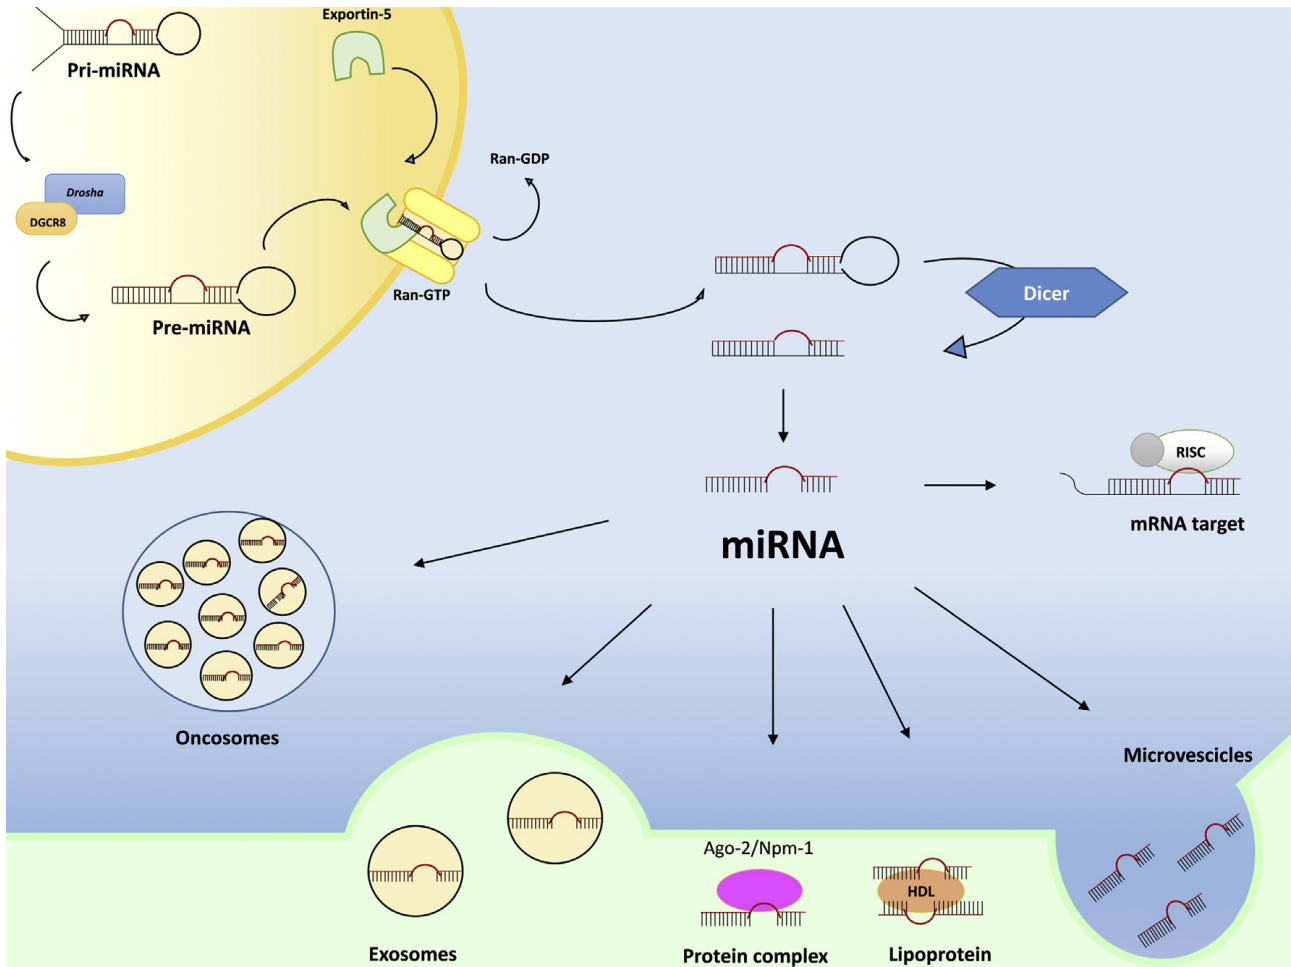 Exportin-5
Pri-miRNA
Ran-GDP
Drosha
DGCR8
Ran-GTP
Pre-miRNA
Dicer
RISC
mRNA target
miRNA
Oncosomes
Microvescicles
Ago-2/Npm-1
HDL
Exosomes
Protein complex
Lipoprotein